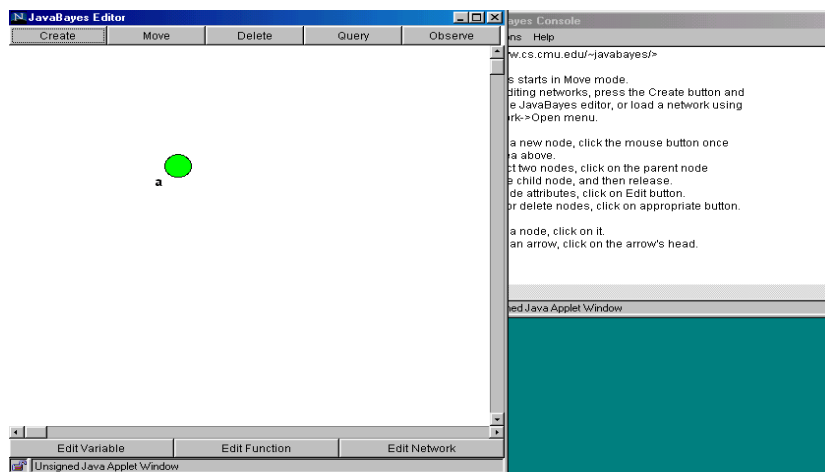 JavaBayes Editor
Create Move Delete Query Observe
a
Edit Variable Edit Function Edit Network
Unsigned Java Applet Window
ayes Console
ns Help
w.cs.cmu.edu/~javabayes/>
s starts in Move mode.
diting networks, press the Create button and
e JavaBayes editor, or load a network using
rk->Open menu.
a new node, click the mouse button once
a above.
ct two nodes, click on the parent node
e child node, and then release.
de attributes, click on Edit button.
or delete nodes, click on appropriate button.
a node, click on it.
an arrow, click on the arrow's head.
ned Java Applet Window